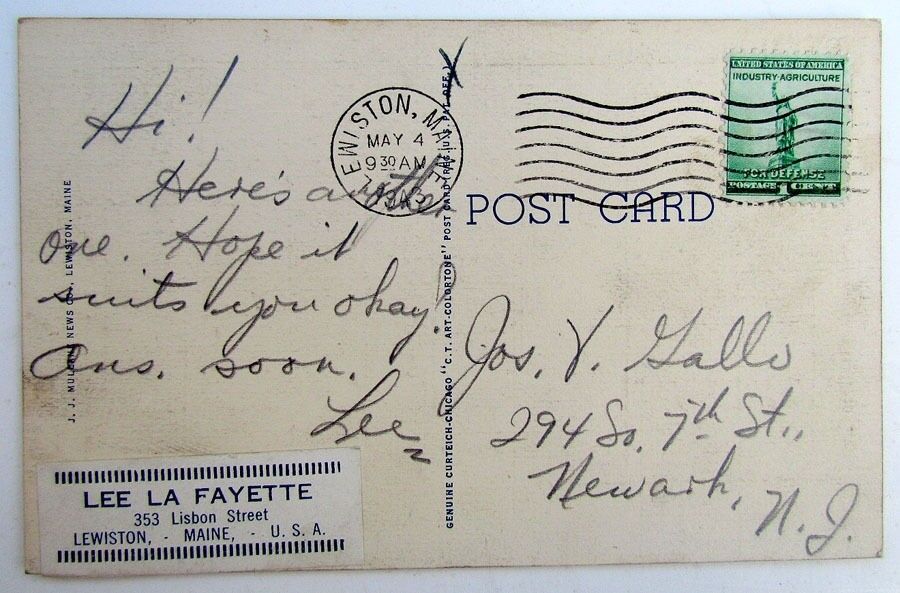 Hi!
Here's another
one. Hope it
suits you okay!
Ans. soon.
Lee
LEE LA FAYETTE
353 Lisbon Street
LEWISTON, - MAINE, - U. S. A.
J. J. NEWS CO., LEWISTON, MAINE
LEWISTON, MAINE
MAY 4
9 30 AM
GENUINE CURTEICH-CHICAGO "C. T. ART-COLORTONE" POST CARD (REG. U.S. PAT. OFF.)
POST CARD
UNITED STATES OF AMERICA
INDUSTRY·AGRICULTURE
FOR DEFENSE
POSTAGE 1 CENT
Jos. V. Gallo
294 So. 7th St.,
Newark, N. J.